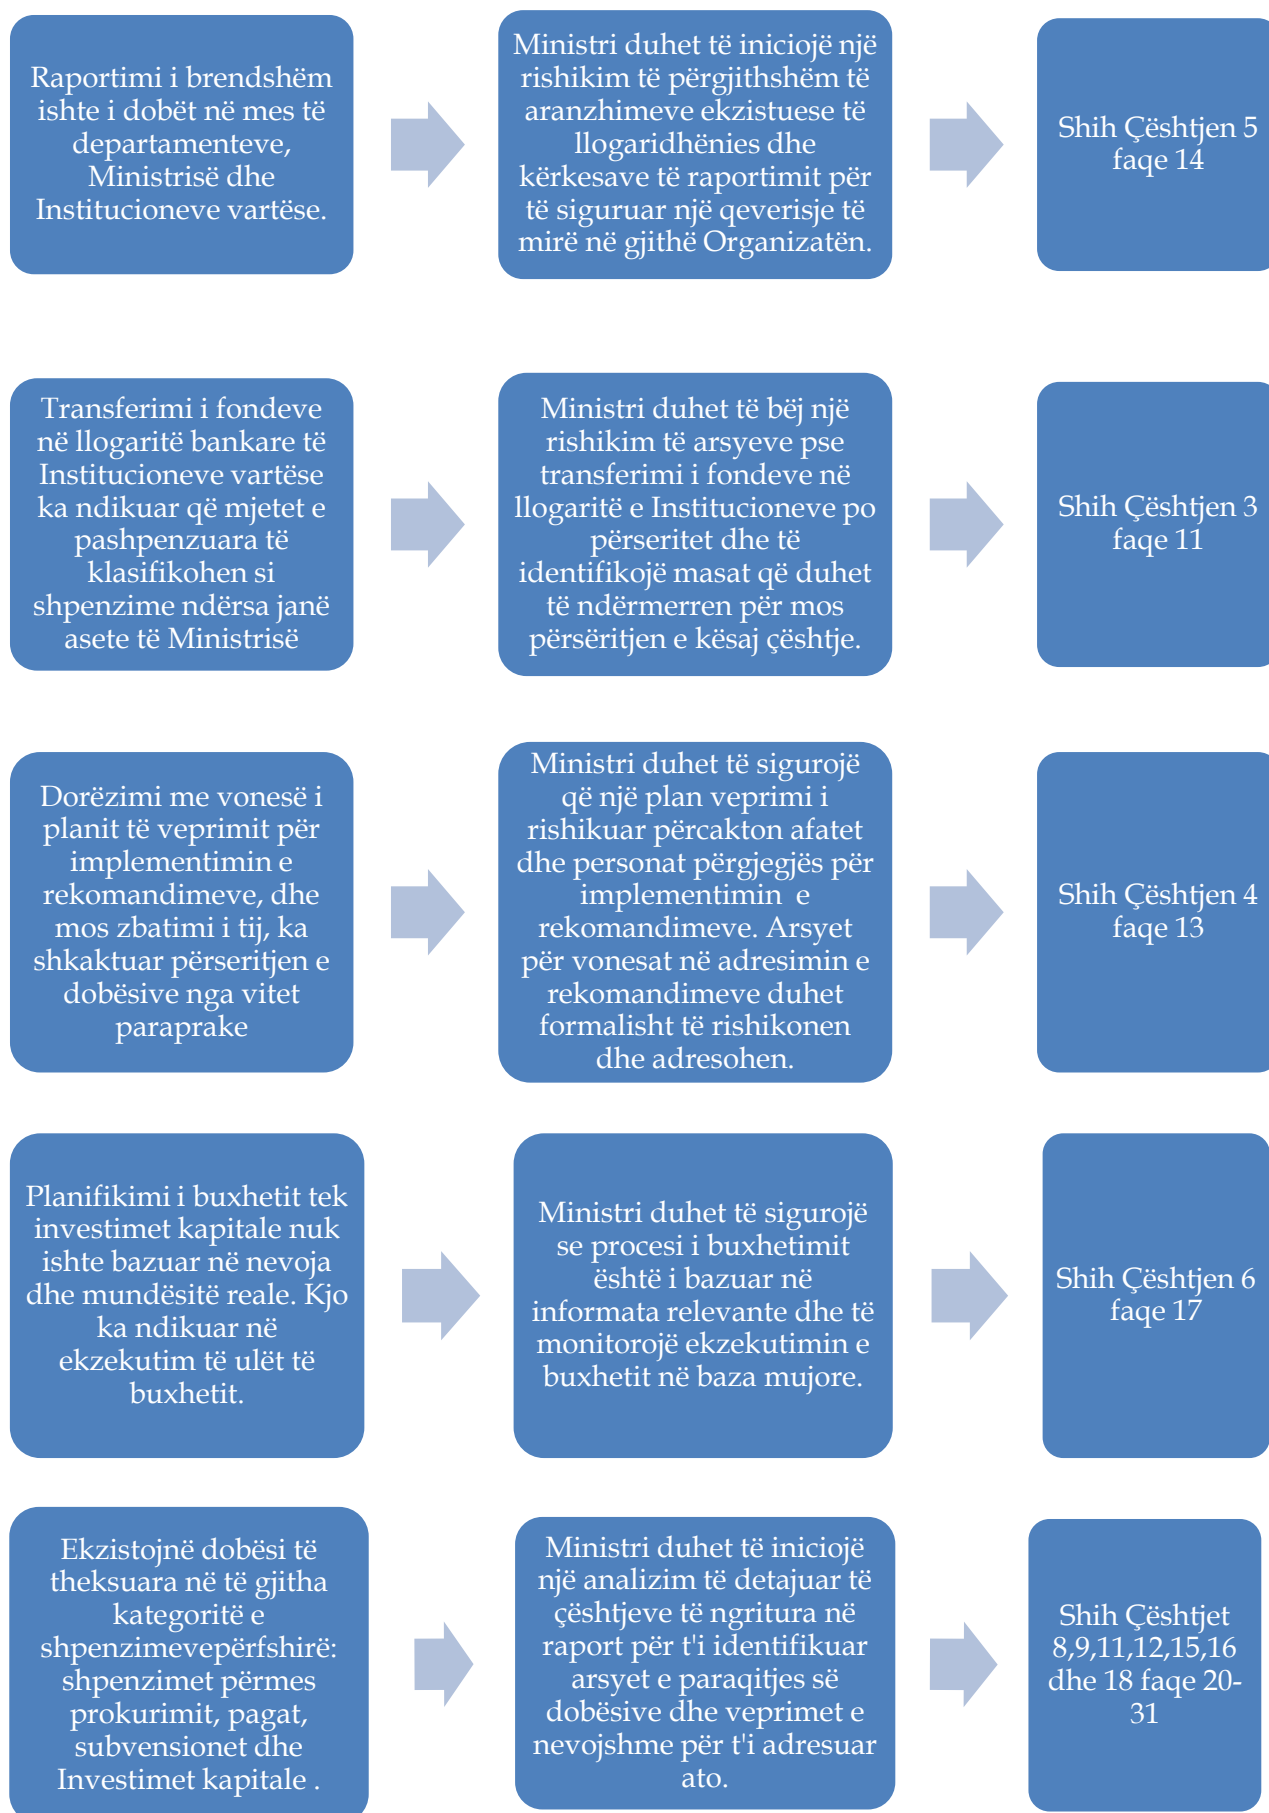 Raportimi i brendshëm
ishte i dobët në mes të
departamenteve,
Ministrisë dhe
Institucioneve vartëse.
Ministri duhet të iniciojë një
rishikim të përgjithshëm të
aranzhimeve ekzistuese të
llogaridhënies dhe
kërkesave të raportimit për
të siguruar një qeverisje të
mirë në gjithë Organizatën.
Shih Çështjen 5
faqe 14
Transferimi i fondeve
në llogaritë bankare të
Institucioneve vartëse
ka ndikuar që mjetet e
pashpenzuara të
klasifikohen si
shpenzime ndërsa janë
asete të Ministrisë
Ministri duhet të bëj një
rishikim të arsyeve pse
transferimi i fondeve në
llogaritë e Institucioneve po
përseritet dhe të
identifikojë masat që duhet
të ndërmerren për mos
përsëritjen e kësaj çështje.
Shih Çështjen 3
faqe 11
Dorëzimi me vonesë i
planit të veprimit për
implementimin e
rekomandimeve, dhe
mos zbatimi i tij, ka
shkaktuar përseritjen e
dobësive nga vitet
paraprake
Ministri duhet të sigurojë
që një plan veprimi i
rishikuar përcakton afatet
dhe personat përgjegjës për
implementimin  e
rekomandimeve. Arsyet
për vonesat në adresimin e
rekomandimeve duhet
formalisht të rishikonen
dhe adresohen.
Shih Çështjen 4
faqe 13
Planifikimi i buxhetit tek
investimet kapitale nuk
ishte bazuar në nevoja
dhe mundësitë reale. Kjo
ka ndikuar në
ekzekutim të ulët të
buxhetit.
Ministri duhet të sigurojë
se procesi i buxhetimit
është i bazuar në
informata relevante dhe të
monitorojë ekzekutimin e
buxhetit në baza mujore.
Shih Çështjen 6
faqe 17
Ekzistojnë dobësi të
theksuara në të gjitha
kategoritë e
shpenzimevepërfshirë:
shpenzimet përmes
prokurimit, pagat,
subvensionet dhe
Investimet kapitale .
Ministri duhet të iniciojë
një analizim të detajuar të
çështjeve të ngritura në
raport për t'i identifikuar
arsyet e paraqitjes së
dobësive dhe veprimet e
nevojshme për t'i adresuar
ato.
Shih Çështjet
8,9,11,12,15,16
dhe 18 faqe 20-
31